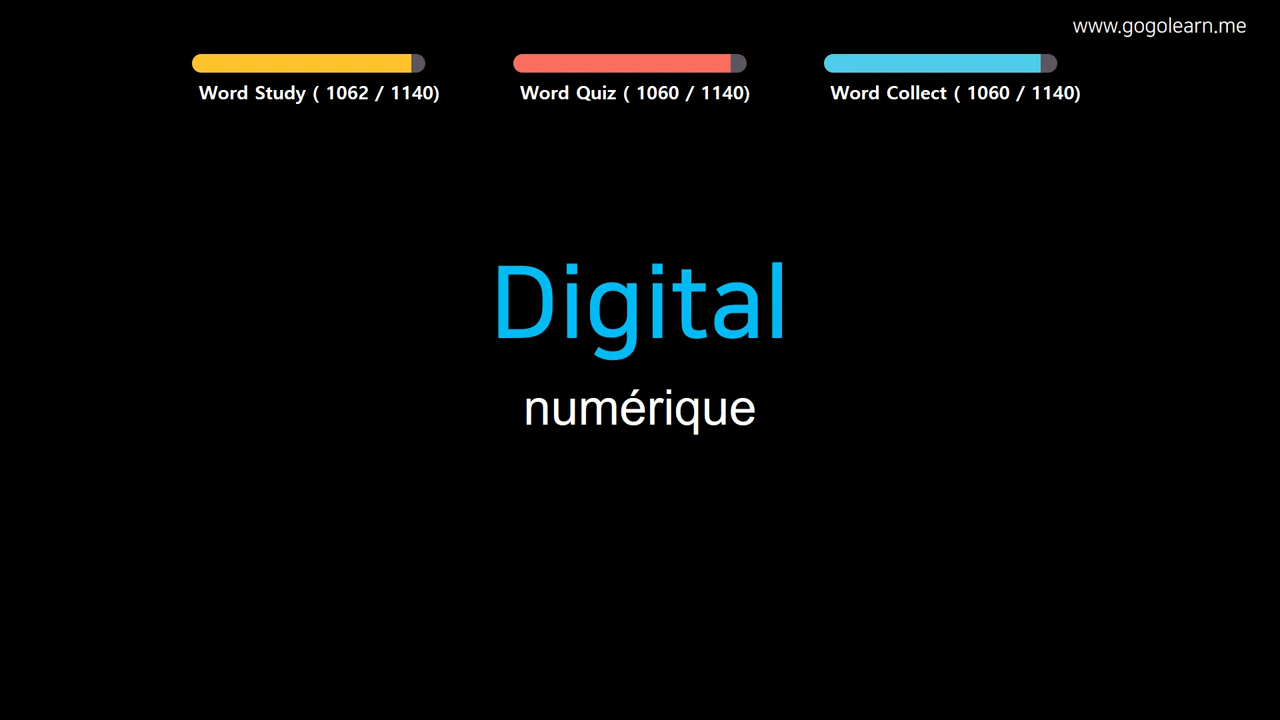 www.gogolearn.me
Word Study ( 1062 / 1140)
Word Quiz ( 1060 / 1140)
Word Collect ( 1060 / 1140)
Digital
numérique